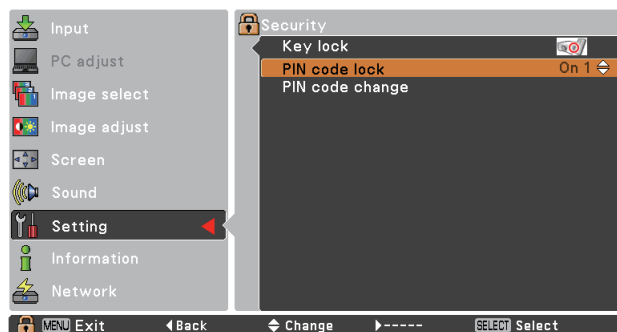 Input
PC adjust
Image select
Image adjust
Screen
Sound
Setting
Information
Network
Security
Key lock
PIN code lock On 1
PIN code change
MENU Exit Back Change ----- SELECT Select